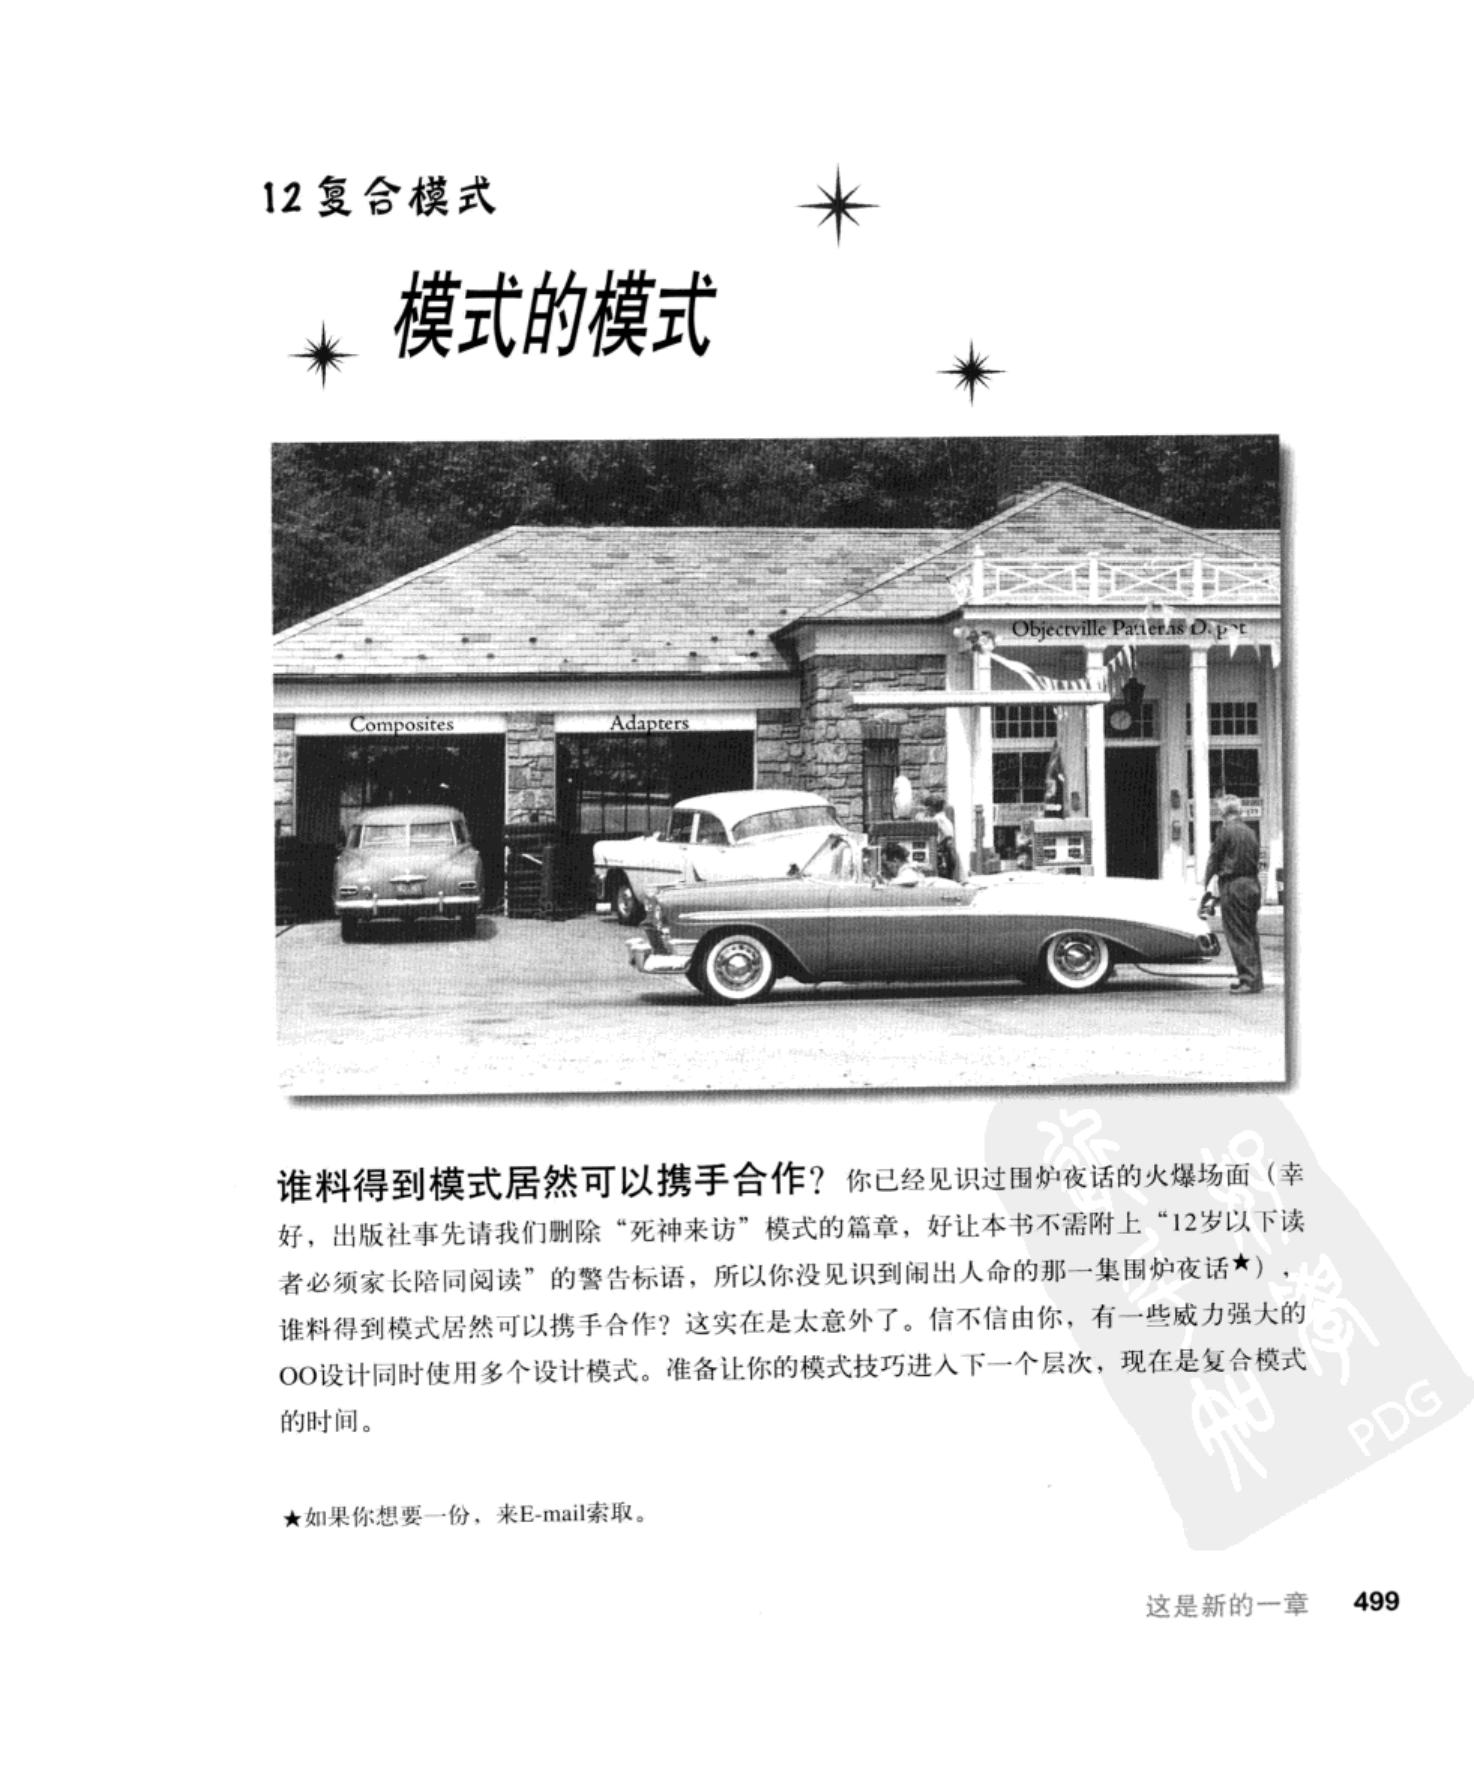 12复合模式
模式的模式
Objectville Patterns Depot
Composites
Adapters
谁料得到模式居然可以携手合作？你已经见识过围炉夜话的火爆场面（幸
好，出版社事先请我们删除“死神来访”模式的篇章，好让本书不需附上“12岁以下读
者必须家长陪同阅读”的警告标语，所以你没见识到闹出人命的那一集围炉夜话★），
谁料得到模式居然可以携手合作？这实在是太意外了。信不信由你，有一些威力强大的
OO设计同时使用多个设计模式。准备让你的模式技巧进入下一个层次，现在是复合模式
的时间。
★如果你想要一份，来E-mail索取。
PDG
这是新的一章 499